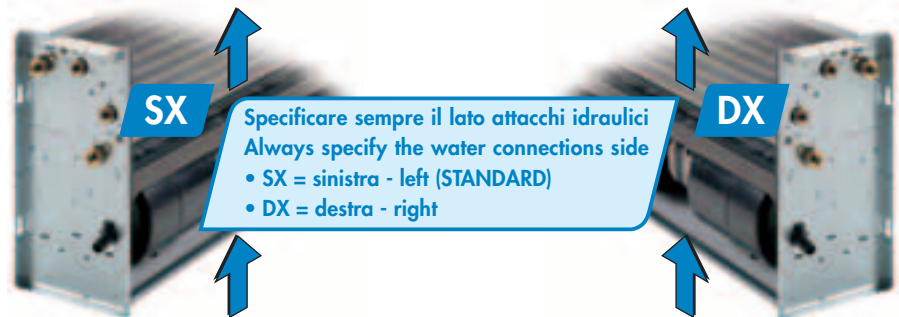 SX
DX
Specificare sempre il lato attacchi idraulici
Always specify the water connections side
• SX = sinistra - left (STANDARD)
• DX = destra - right